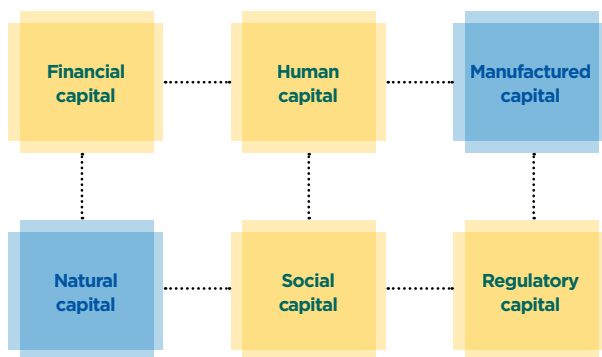 Financial
capital
Human
capital
Manufactured
capital
Natural
capital
Social
capital
Regulatory
capital